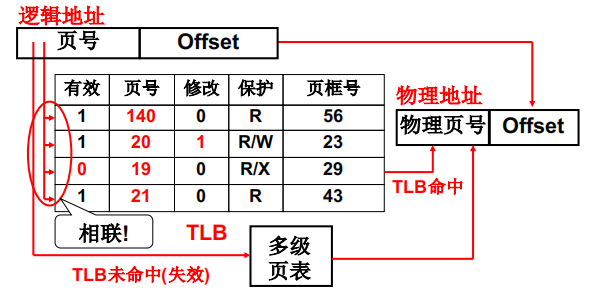 逻辑地址
页号 Offset
有效 页号 修改 保护 页框号
1 140 0 R 56
1 20 1 R/W 23
0 19 0 R/X 29
1 21 0 R 43
物理地址
物理页号 Offset
TLB命中
相联!
TLB
多级
页表
TLB未命中(失效)